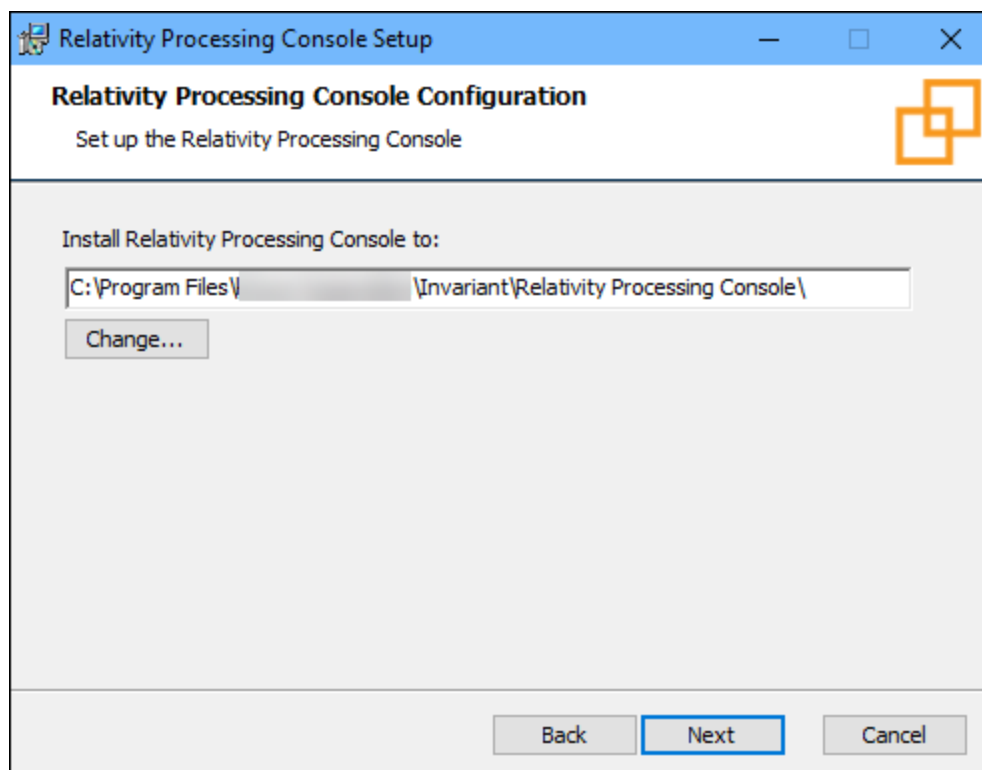 Relativity Processing Console Setup
Relativity Processing Console Configuration
Set up the Relativity Processing Console
Install Relativity Processing Console to:
C:\Program Files\ \Invariant\Relativity Processing Console\
Change...
Back Next Cancel